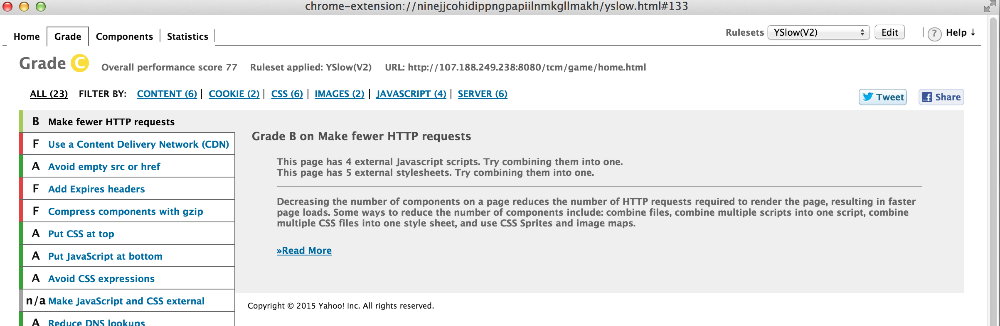 chrome-extension://ninejjcohidippngpapiilnmkgllmakh/yslow.html#133
Home Grade Components Statistics
Rulesets YSlow(V2) Edit ? Help ↓
Grade C Overall performance score 77 Ruleset applied: YSlow(V2) URL: http://107.188.249.238:8080/tcm/game/home.html
ALL (23) FILTER BY: CONTENT (6) | COOKIE (2) | CSS (6) | IMAGES (2) | JAVASCRIPT (4) | SERVER (6)
Tweet Share
B Make fewer HTTP requests
F Use a Content Delivery Network (CDN)
A Avoid empty src or href
F Add Expires headers
F Compress components with gzip
A Put CSS at top
A Put JavaScript at bottom
A Avoid CSS expressions
n/a Make JavaScript and CSS external
A Reduce DNS lookups
Grade B on Make fewer HTTP requests
This page has 4 external Javascript scripts. Try combining them into one.
This page has 5 external stylesheets. Try combining them into one.
Decreasing the number of components on a page reduces the number of HTTP requests required to render the page, resulting in faster
page loads. Some ways to reduce the number of components include: combine files, combine multiple scripts into one script, combine
multiple CSS files into one style sheet, and use CSS Sprites and image maps.
»Read More
Copyright © 2015 Yahoo! Inc. All rights reserved.